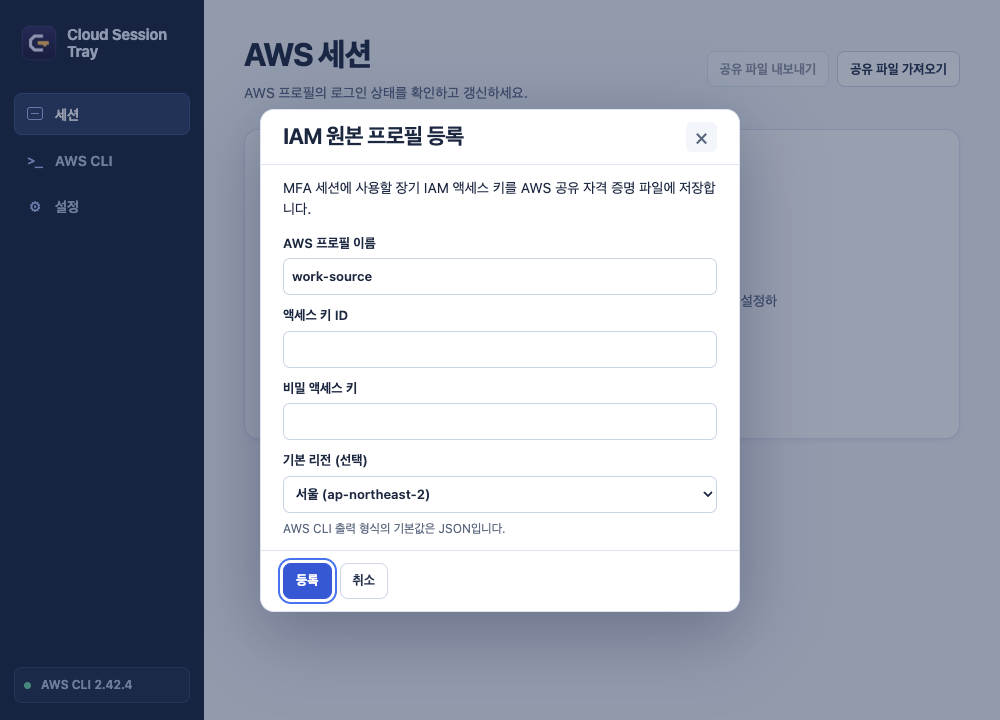 Cloud Session
Tray
세션
>_ AWS CLI
설정
AWS CLI 2.42.4
AWS 세션
AWS 프로필의 로그인 상태를 확인하고 갱신하세요.
공유 파일 내보내기
공유 파일 가져오기
설정하
IAM 원본 프로필 등록
MFA 세션에 사용할 장기 IAM 액세스 키를 AWS 공유 자격 증명 파일에 저장합
니다.
AWS 프로필 이름
work-source
액세스 키 ID
비밀 액세스 키
기본 리전 (선택)
서울 (ap-northeast-2)
AWS CLI 출력 형식의 기본값은 JSON입니다.
등록
취소